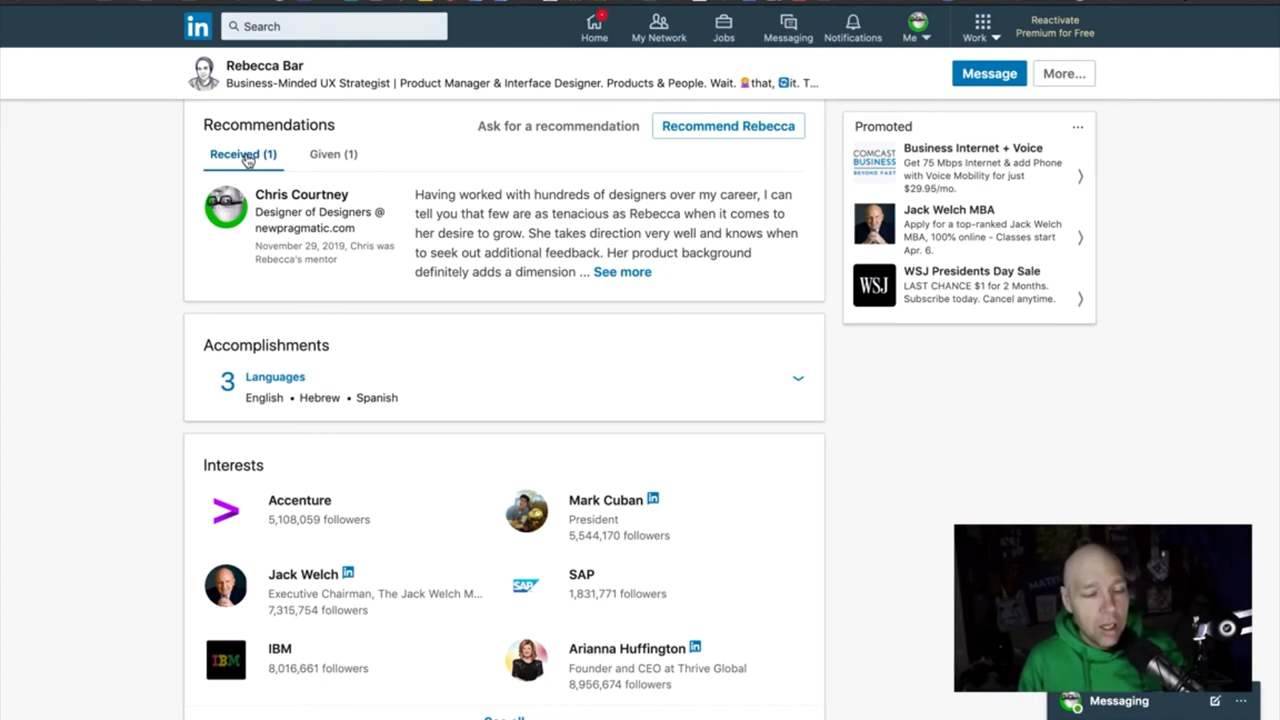 in
Search
Home
My Network
Jobs
Messaging
Notifications
Me
Work
Reactivate
Premium for Free
Rebecca Bar
Business-Minded UX Strategist | Product Manager & Interface Designer. Products & People. Wait. 🤷‍♀️that, 🔄it. T...
Message
More...
Recommendations
Ask for a recommendation
Recommend Rebecca
Received (1)
Given (1)
Chris Courtney
Designer of Designers @
newpragmatic.com
November 29, 2019, Chris was
Rebecca's mentor
Having worked with hundreds of designers over my career, I can
tell you that few are as tenacious as Rebecca when it comes to
her desire to grow. She takes direction very well and knows when
to seek out additional feedback. Her product background
definitely adds a dimension ... See more
Promoted
COMCAST
BUSINESS
BEYOND FAST
Business Internet + Voice
Get 75 Mbps Internet & add Phone
with Voice Mobility for just
$29.95/mo.
Jack Welch MBA
Apply for a top-ranked Jack Welch
MBA, 100% online - Classes start
Apr. 6.
WSJ
WSJ Presidents Day Sale
LAST CHANCE $1 for 2 Months.
Subscribe today. Cancel anytime.
Accomplishments
3
Languages
English • Hebrew • Spanish
Interests
Accenture
5,108,059 followers
Mark Cuban in
President
5,544,170 followers
Jack Welch in
Executive Chairman, The Jack Welch M...
7,315,754 followers
SAP
SAP
1,831,771 followers
IBM
IBM
8,016,661 followers
Arianna Huffington in
Founder and CEO at Thrive Global
8,956,674 followers
See all
Messaging